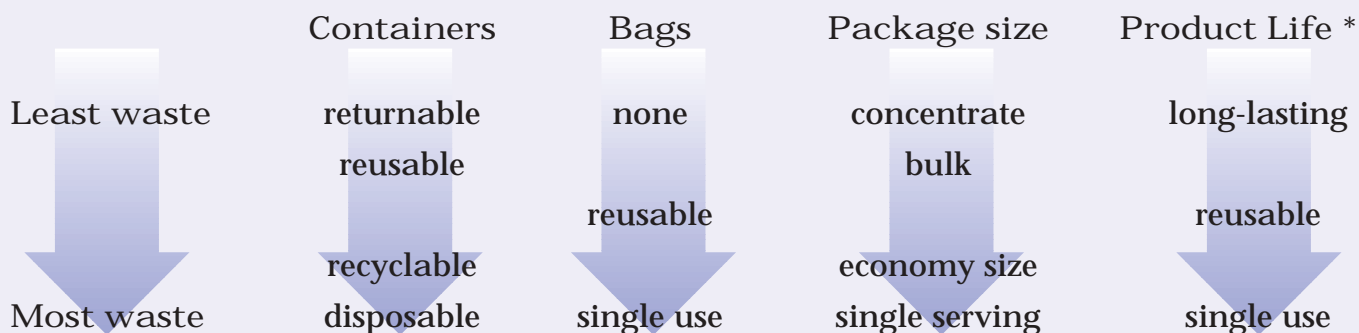 Containers Bags Package size Product Life *
Least waste returnable none concentrate long-lasting
reusable bulk
reusable reusable
recyclable economy size
Most waste disposable single use single serving single use